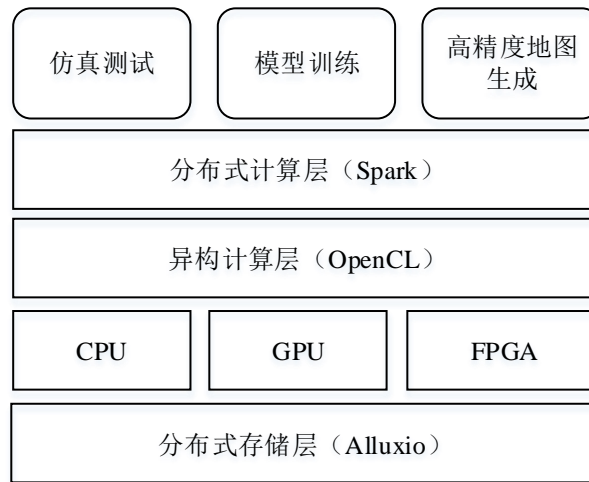 仿真测试
模型训练
高精度地图
生成
分布式计算层（Spark）
异构计算层（OpenCL）
CPU
GPU
FPGA
分布式存储层（Alluxio）